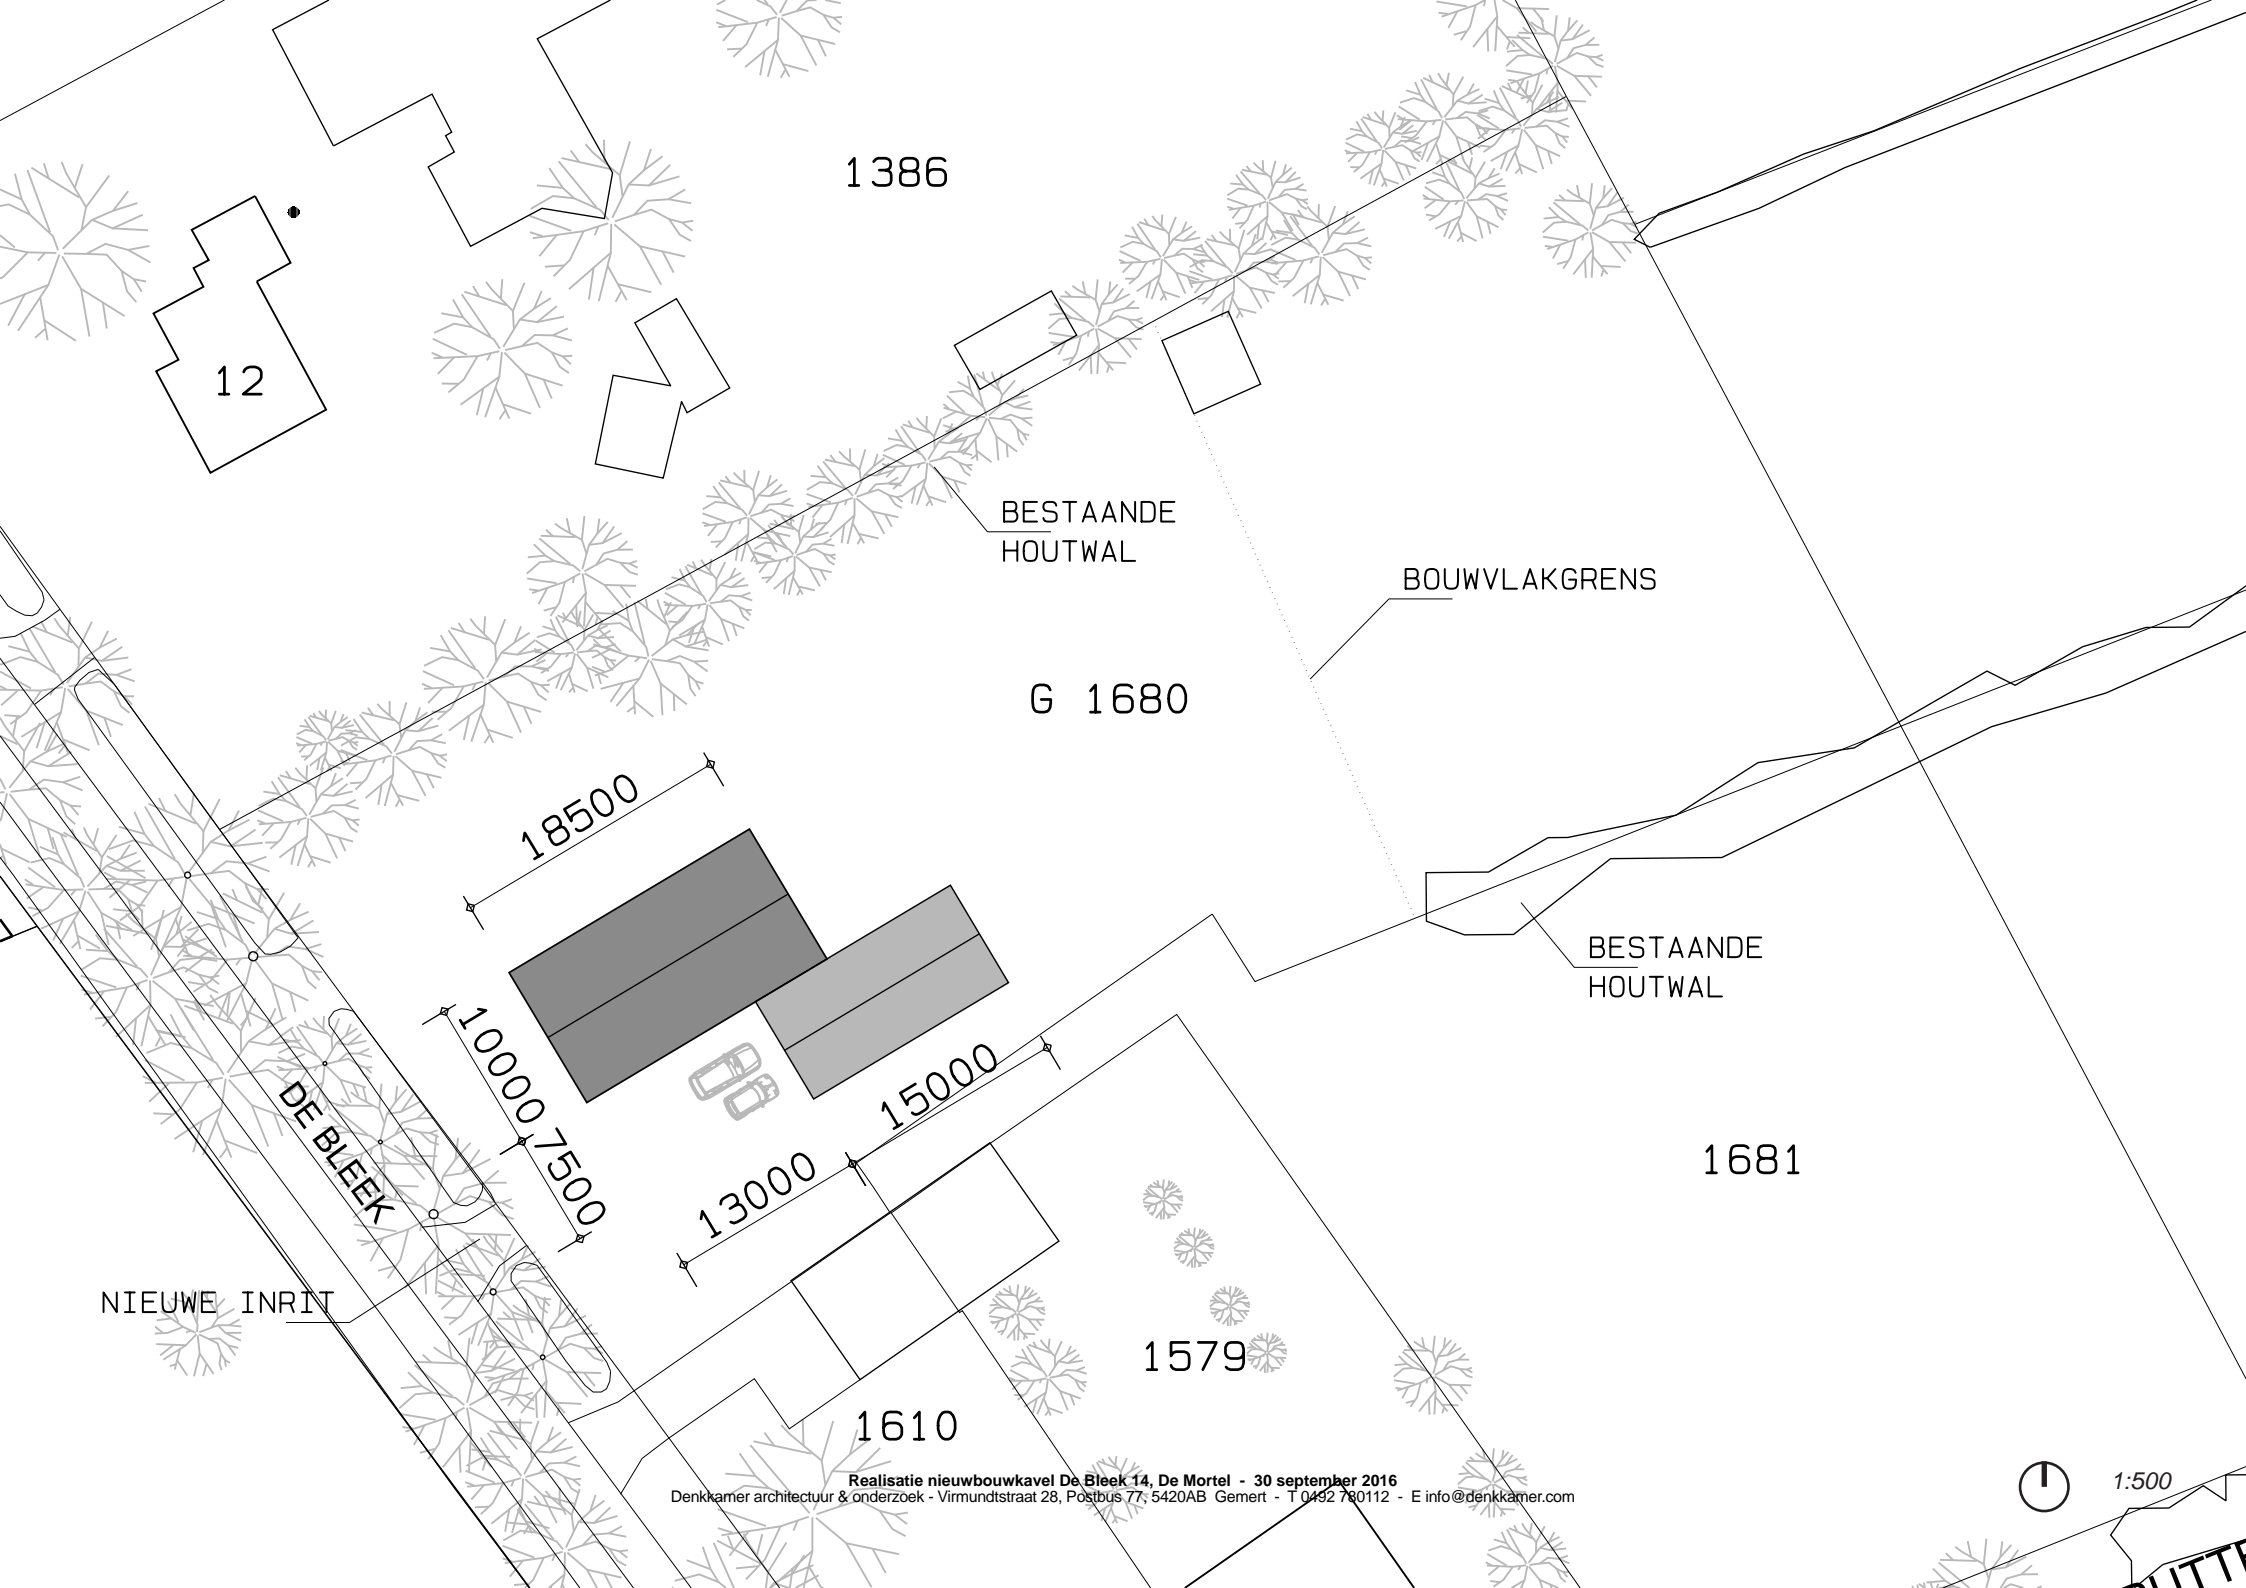 1386
12
BESTAANDE
HOUTWAL
BOUWVLAKGRENS
G 1680
18500
BESTAANDE
HOUTWAL
10000
7500
15000
13000
DE BLEEK
1681
NIEUWE INRIT
1579
1610
Realisatie nieuwbouwkavel De Bleek 14, De Mortel - 30 september 2016
Denkkamer architectuur & onderzoek - Virmundtstraat 28, Postbus 77, 5420AB Gemert - T 0492 780112 - E info@denkkamer.com
1:500